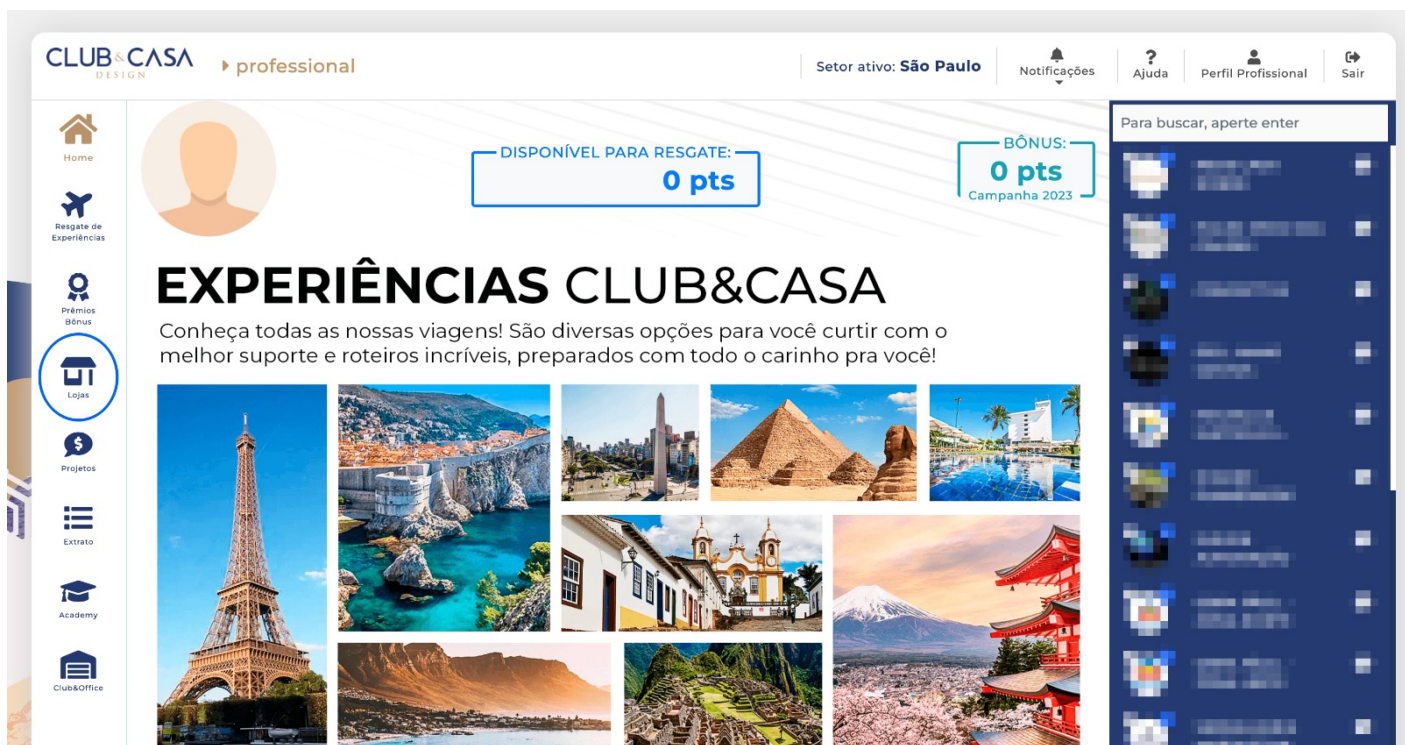 CLUB&CASA
DESIGN
professional
Setor ativo: São Paulo
Notificações
?
Ajuda
Perfil Profissional
Sair
Home
Resgate de
Experiências
Prêmios
Bônus
Lojas
$
Projetos
Extrato
Academy
Club&Office
DISPONÍVEL PARA RESGATE:
0 pts
BÔNUS:
0 pts
Campanha 2023
EXPERIÊNCIAS CLUB&CASA
Conheça todas as nossas viagens! São diversas opções para você curtir com o
melhor suporte e roteiros incríveis, preparados com todo o carinho pra você!
Para buscar, aperte enter